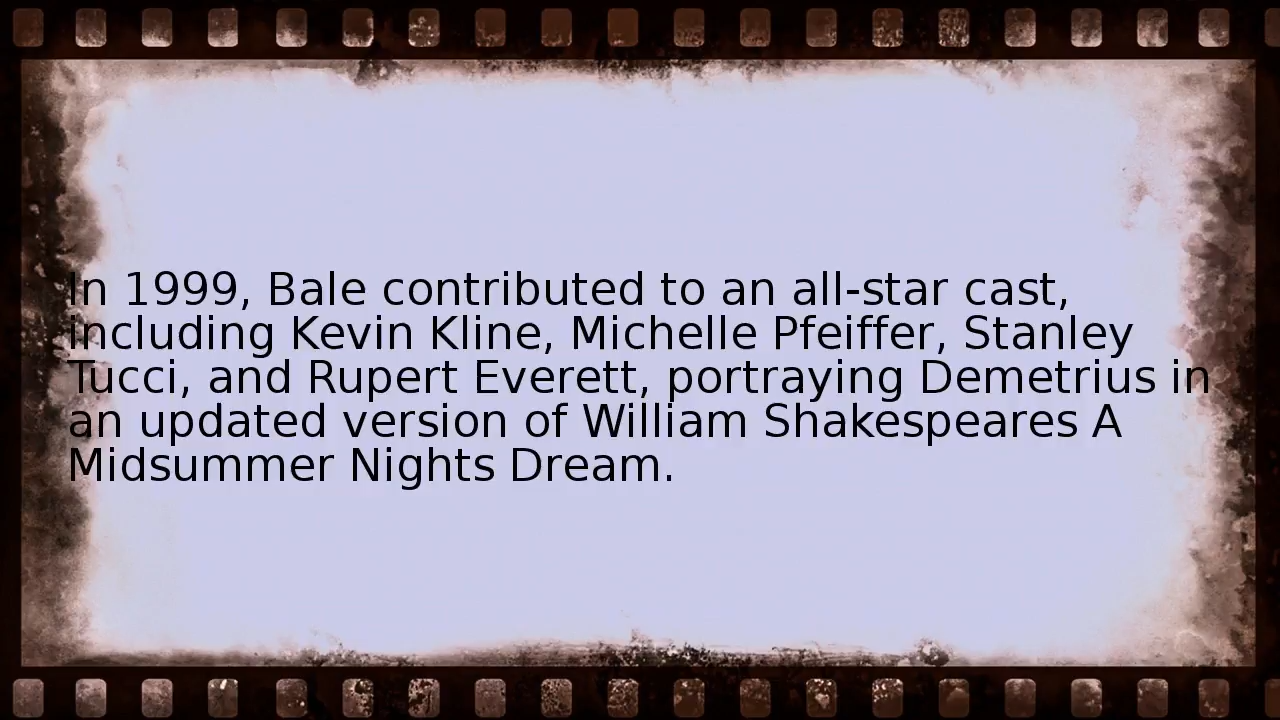 In 1999, Bale contributed to an all-star cast,
including Kevin Kline, Michelle Pfeiffer, Stanley
Tucci, and Rupert Everett, portraying Demetrius in
an updated version of William Shakespeares A
Midsummer Nights Dream.